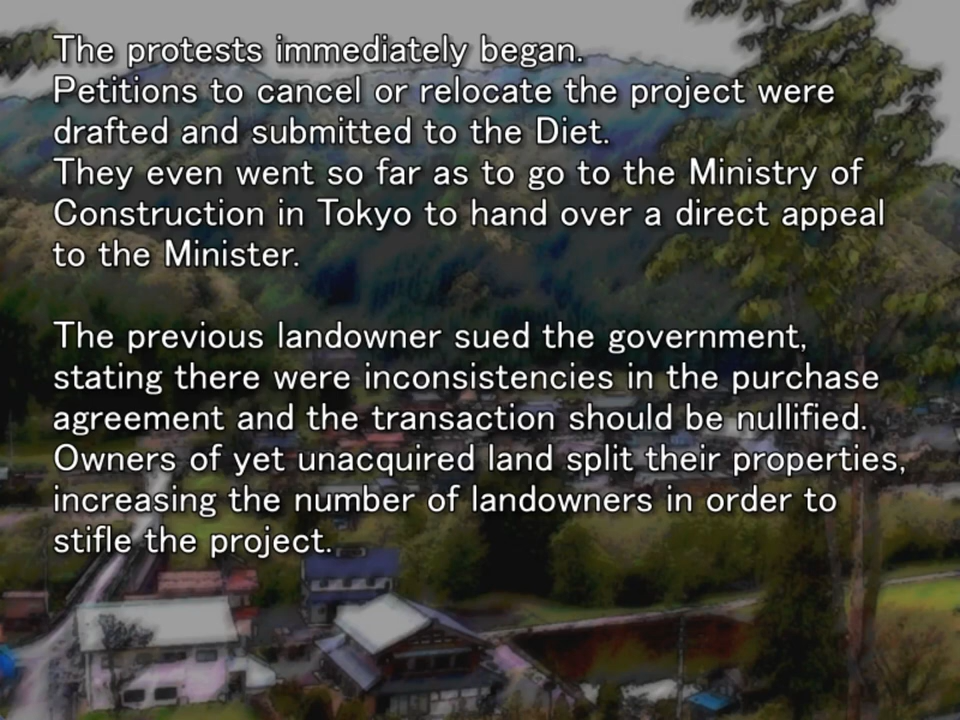 The protests immediately began.
Petitions to cancel or relocate the project were
drafted and submitted to the Diet.
They even went so far as to go to the Ministry of
Construction in Tokyo to hand over a direct appeal
to the Minister.
The previous landowner sued the government,
stating there were inconsistencies in the purchase
agreement and the transaction should be nullified.
Owners of yet unacquired land split their properties,
increasing the number of landowners in order to
stifle the project.